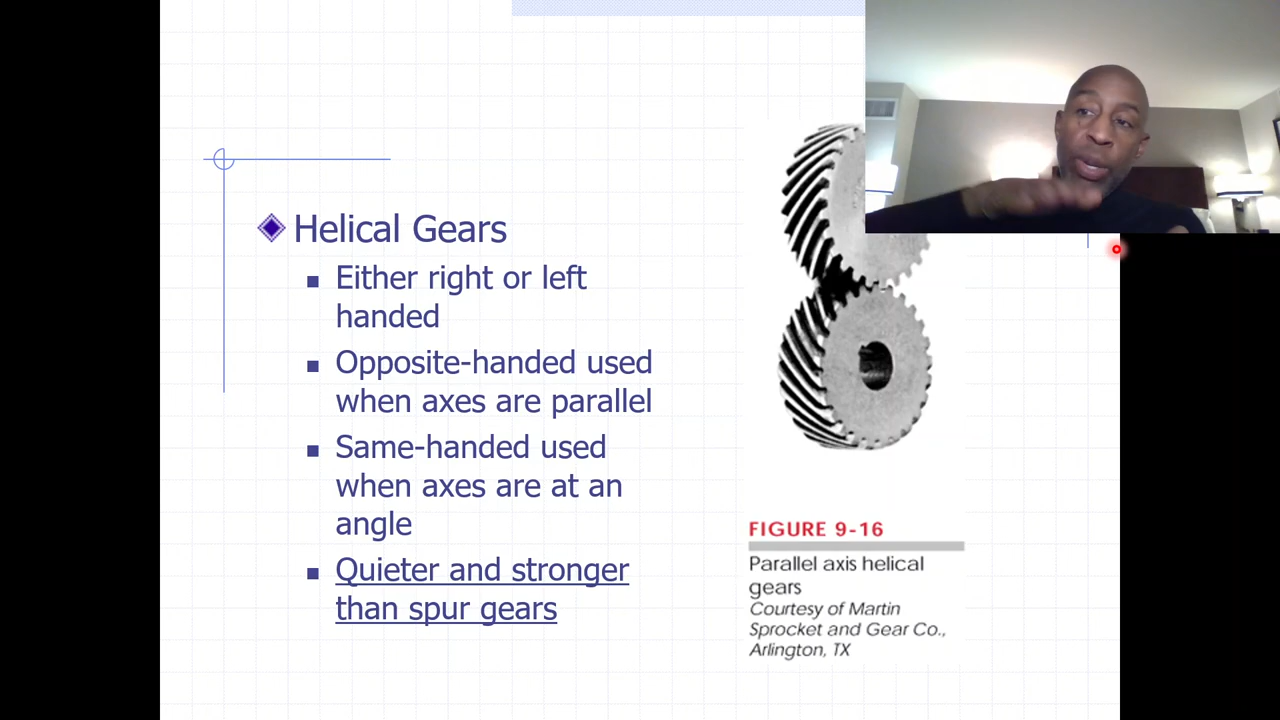 Helical Gears
Either right or left
handed
Opposite-handed used
when axes are parallel
Same-handed used
when axes are at an
angle
Quieter and stronger
than spur gears
FIGURE 9-16
Parallel axis helical
gears
Courtesy of Martin
Sprocket and Gear Co.,
Arlington, TX